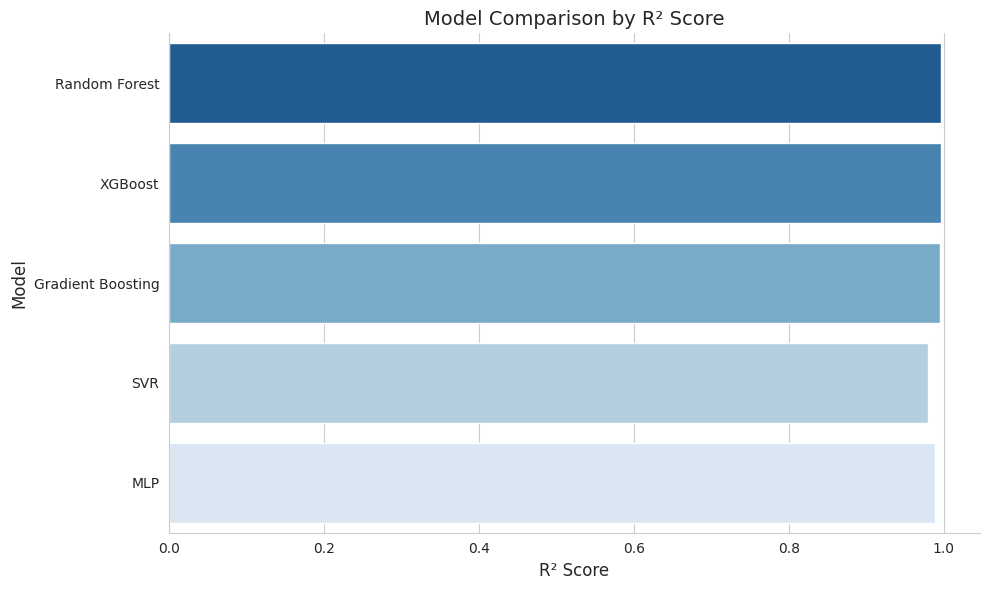 Model Comparison by R² Score
Random Forest
XGBoost
Gradient Boosting
SVR
MLP
Model
0.0 0.2 0.4 0.6 0.8 1.0
R² Score